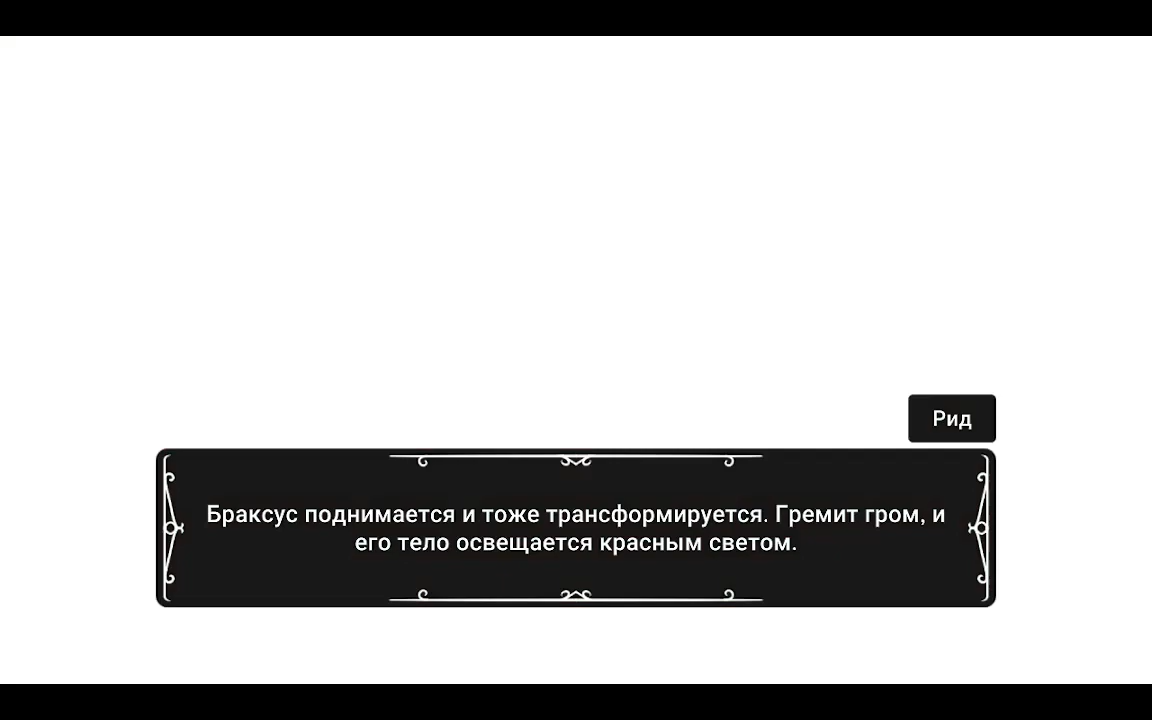 Рид
Браксус поднимается и тоже трансформируется. Гремит гром, и
его тело освещается красным светом.